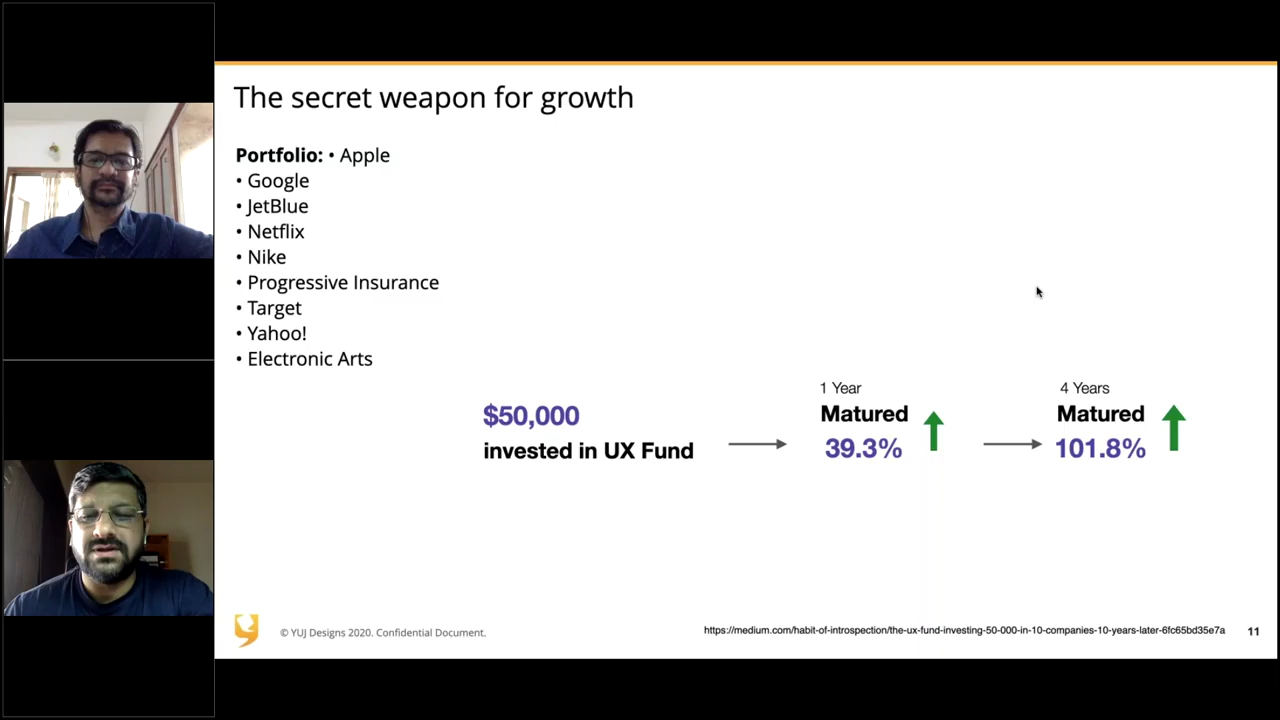 The secret weapon for growth
Portfolio: • Apple
• Google
• JetBlue
• Netflix
• Nike
• Progressive Insurance
• Target
• Yahoo!
• Electronic Arts
$50,000
invested in UX Fund
1 Year
Matured
39.3%
4 Years
Matured
101.8%
© YUJ Designs 2020. Confidential Document.
https://medium.com/habit-of-introspection/the-ux-fund-investing-50-000-in-10-companies-10-years-later-6fc65bd35e7a
11